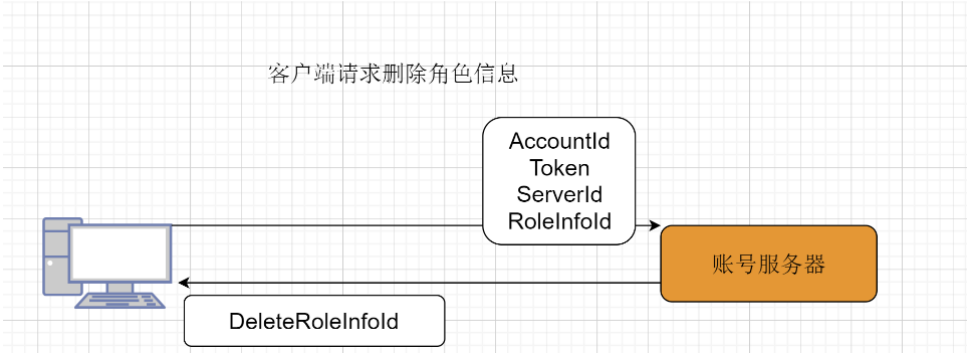 客户端请求删除角色信息
AccountId
Token
ServerId
RoleInfoId
账号服务器
DeleteRoleInfoId